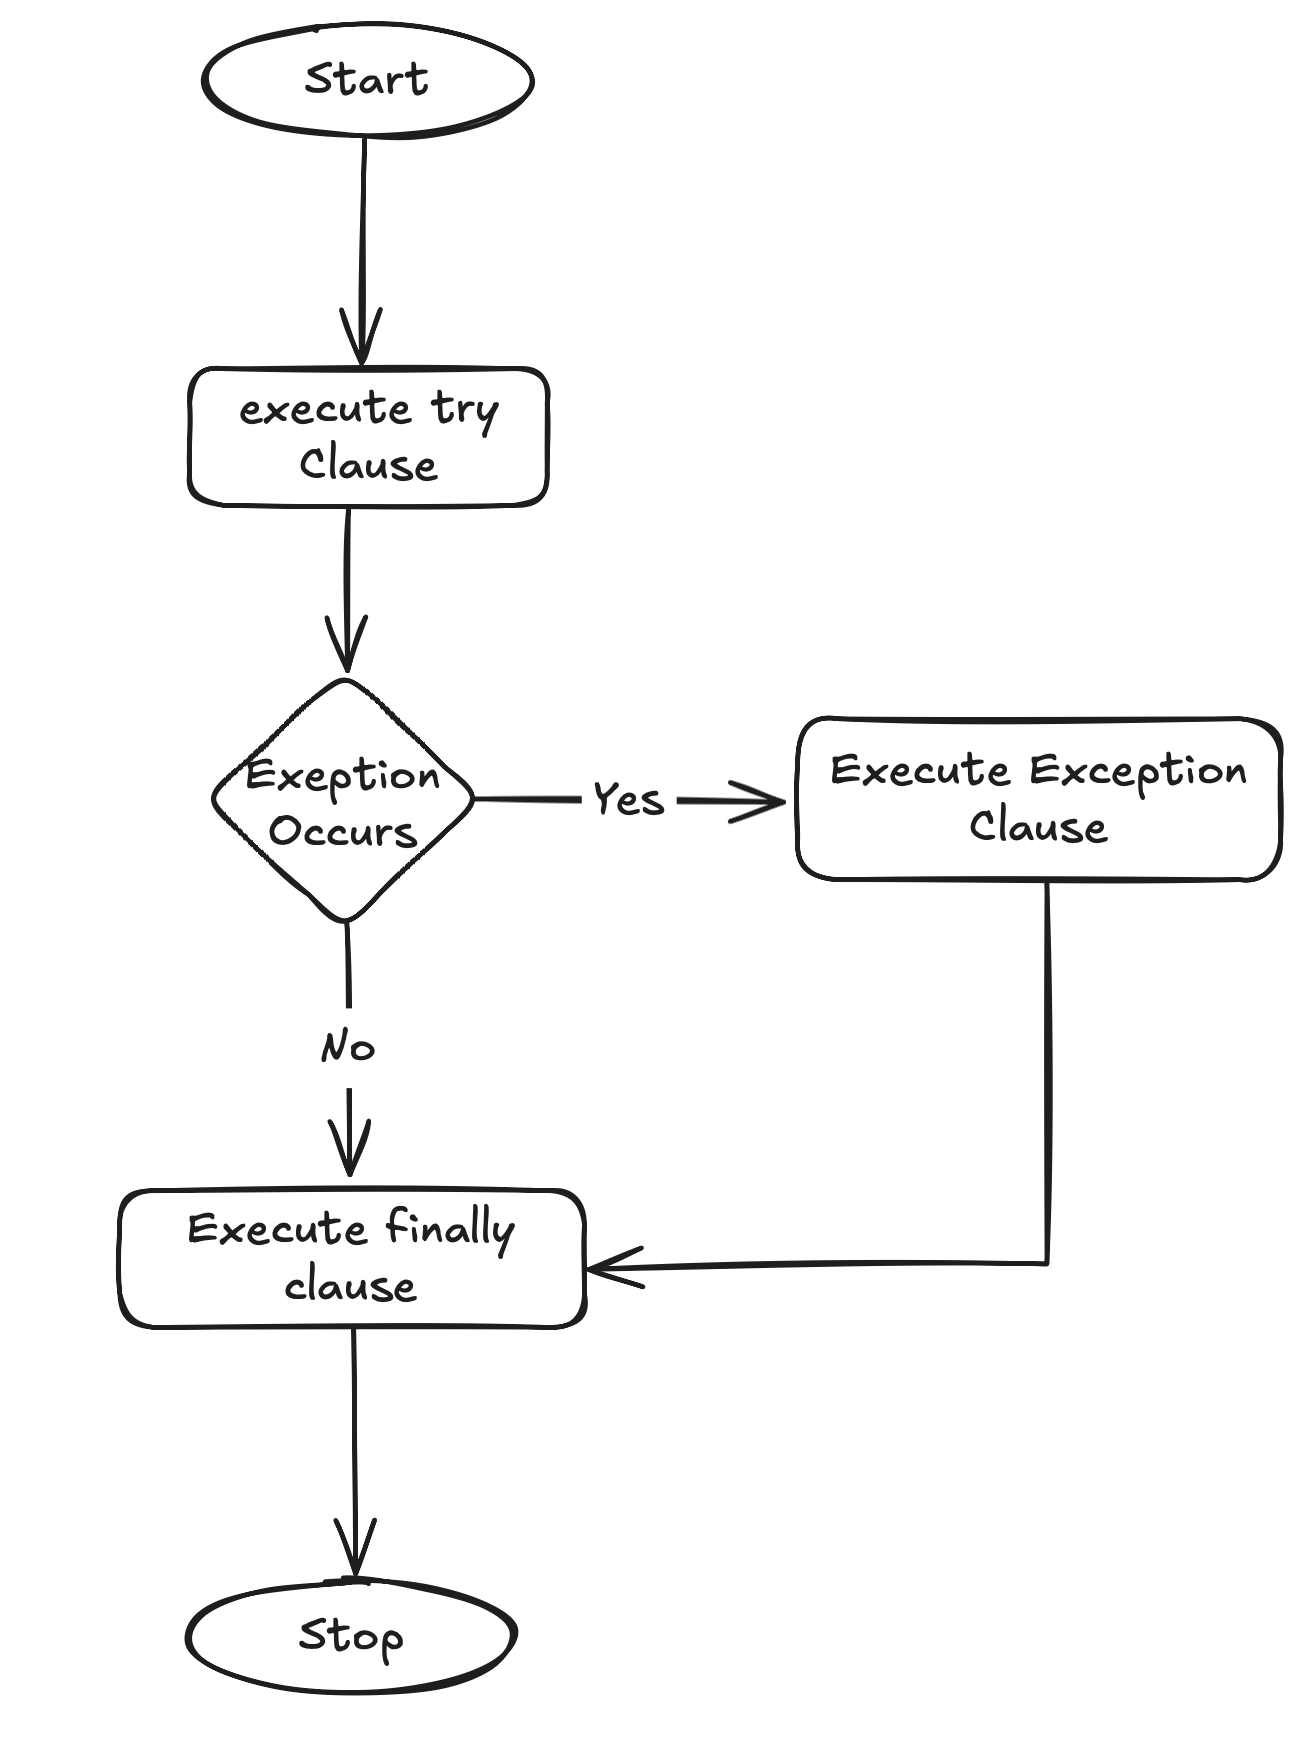 Start
execute try
Clause
Exeption
Occurs
Yes
Execute Exception
Clause
No
Execute finally
clause
Stop